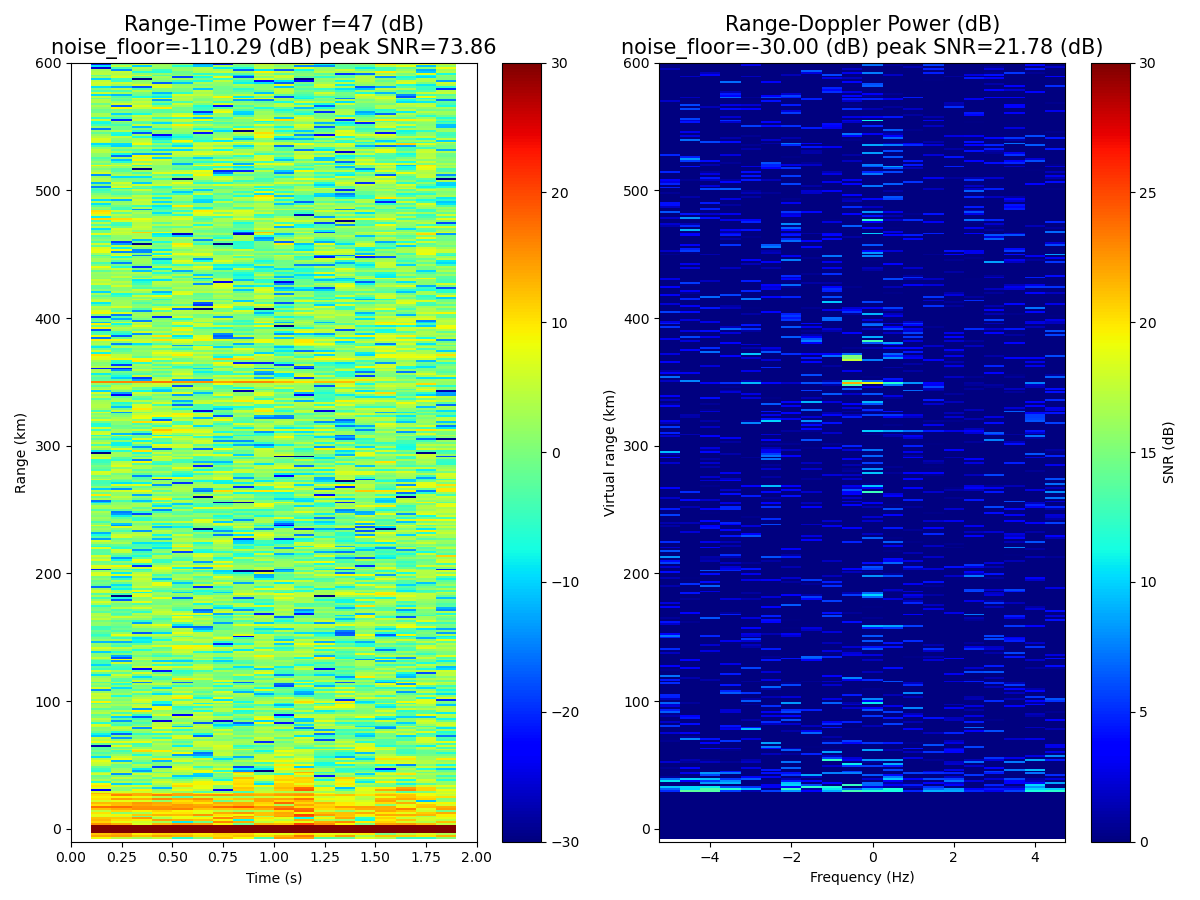 Range-Time Power f=47 (dB)
noise_floor=-110.29 (dB) peak SNR=73.86
Range (km)
600
500
400
300
200
100
0
0.00 0.25 0.50 0.75 1.00 1.25 1.50 1.75 2.00
Time (s)
30
20
10
0
−10
−20
−30
Range-Doppler Power (dB)
noise_floor=-30.00 (dB) peak SNR=21.78 (dB)
Virtual range (km)
600
500
400
300
200
100
0
−4 −2 0 2 4
Frequency (Hz)
30
25
20
15
10
5
0
SNR (dB)